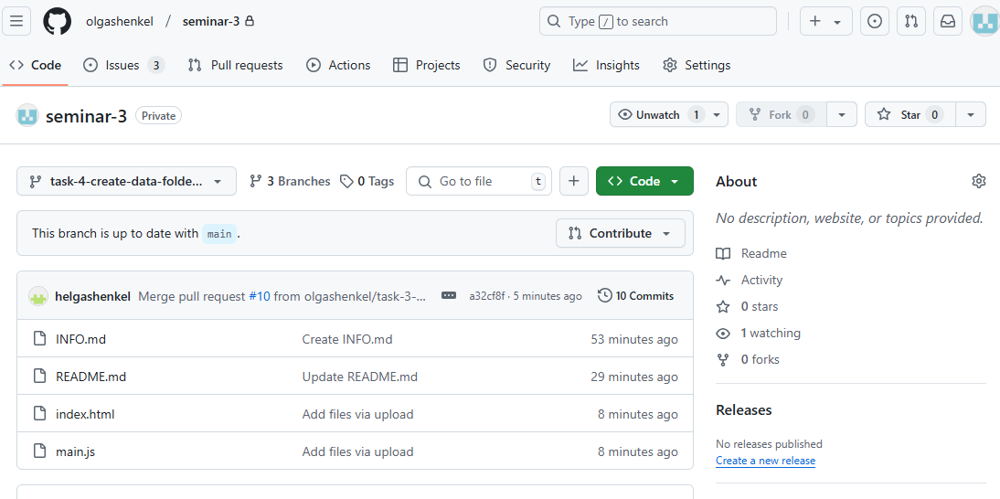 olgashenkel / seminar-3 Type / to search
Code Issues 3 Pull requests Actions Projects Security Insights Settings
seminar-3 Private Unwatch 1 Fork 0 Star 0
task-4-create-data-folde... 3 Branches 0 Tags Go to file t + Code
This branch is up to date with main .
Contribute
helgashenkel Merge pull request #10 from olgashenkel/task-3-... a32cf8f · 5 minutes ago 10 Commits
INFO.md Create INFO.md 53 minutes ago
README.md Update README.md 29 minutes ago
index.html Add files via upload 8 minutes ago
main.js Add files via upload 8 minutes ago
About
No description, website, or topics provided.
Readme
Activity
0 stars
1 watching
0 forks
Releases
No releases published
Create a new release